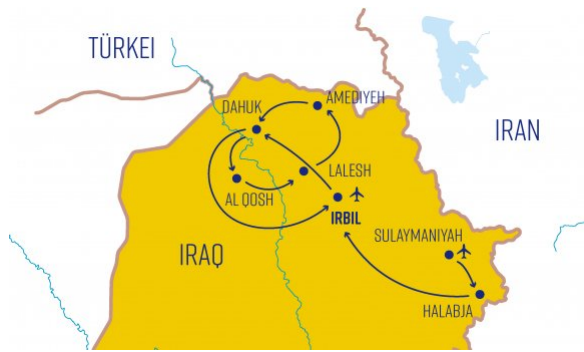 TÜRKEI
DAHUK
AMEDIYEH
IRAN
LALESH
AL QOSH
IRBIL
SULAYMANIYAH
IRAQ
HALABJA